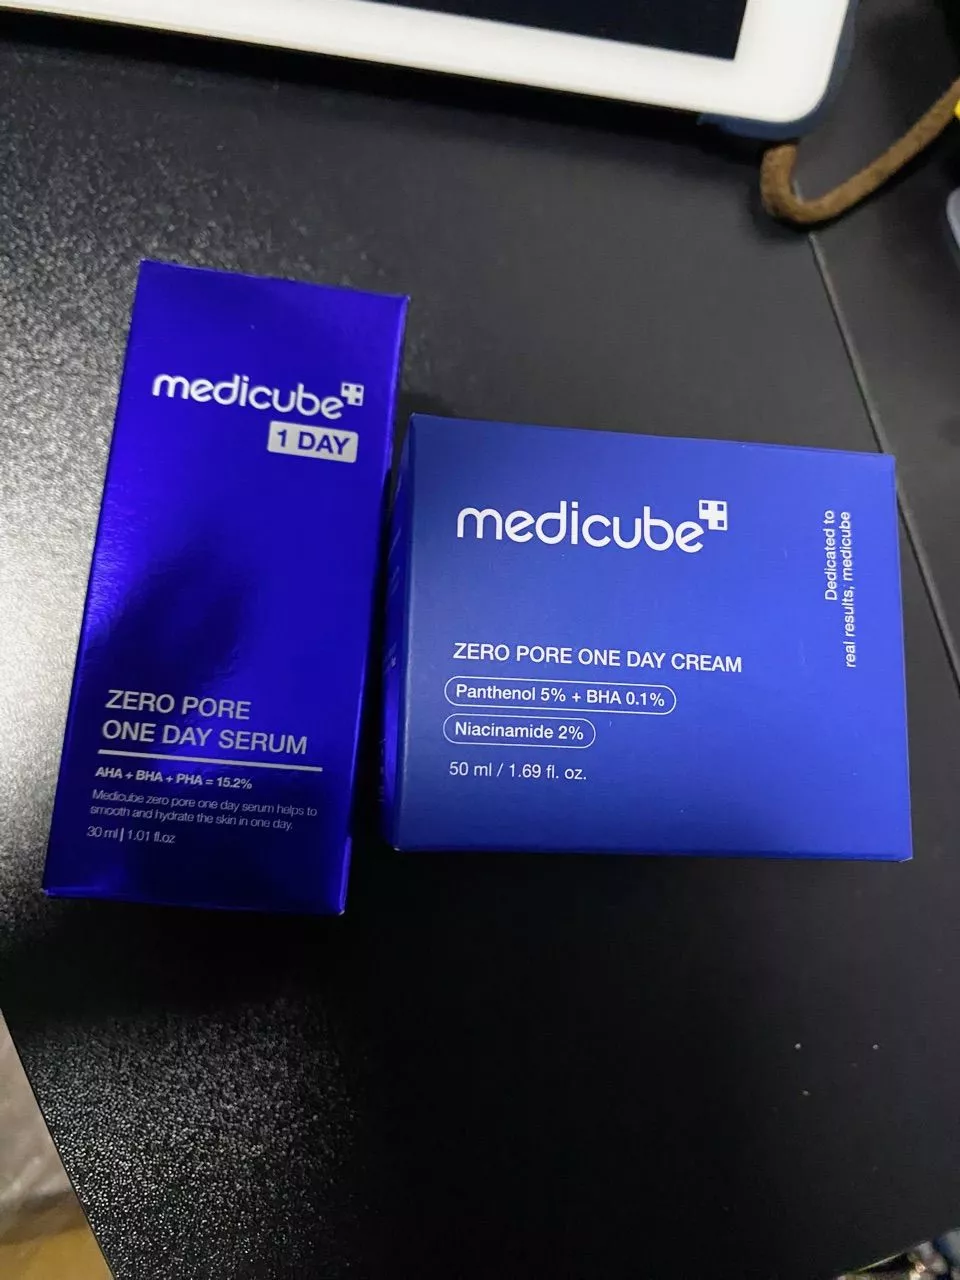 medicube
1 DAY
ZERO PORE
ONE DAY SERUM
AHA + BHA + PHA = 15.2%
Medicube zero pore one day serum helps to
smooth and hydrate the skin in one day.
30 ml | 1.01 fl.oz
medicube
Dedicated to
real results, medicube
ZERO PORE ONE DAY CREAM
Panthenol 5% + BHA 0.1%
Niacinamide 2%
50 ml / 1.69 fl. oz.